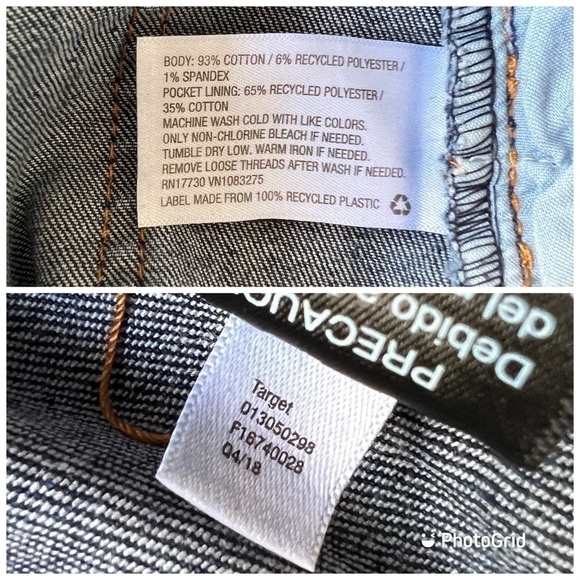 BODY: 93% COTTON / 6% RECYCLED POLYESTER /
1% SPANDEX
POCKET LINING: 65% RECYCLED POLYESTER /
35% COTTON
MACHINE WASH COLD WITH LIKE COLORS.
ONLY NON-CHLORINE BLEACH IF NEEDED.
TUMBLE DRY LOW. WARM IRON IF NEEDED.
REMOVE LOOSE THREADS AFTER WASH IF NEEDED.
RN17730 VN1083275
LABEL MADE FROM 100% RECYCLED PLASTIC
PRECAUC
Debido a
del
Target
013050298
F16740028
Q4/18
PhotoGrid